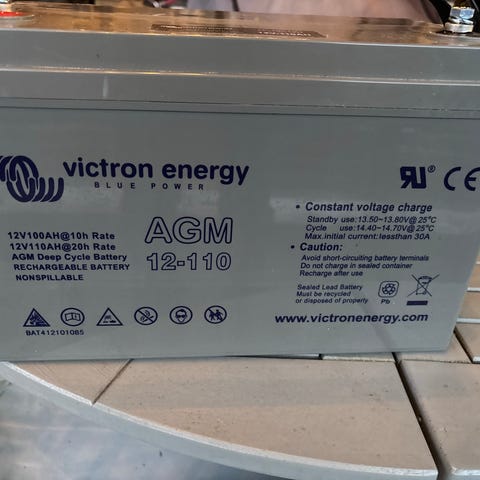 victron energy
BLUE POWER
12V100AH@10h Rate
12V110AH@20h Rate
AGM Deep Cycle Battery
RECHARGEABLE BATTERY
NONSPILLABLE
AGM
12-110
BAT412101085
• Constant voltage charge
Standby use:13.50~13.80V@ 25°C
Cycle use:14.40~14.70V@ 25°C
Max.initial current:lessthan 30A
• Caution:
Avoid short-circuiting battery terminals
Do not charge in sealed container
Recharge after use
Sealed Lead Battery
Must be recycled
or disposed of properly
Pb
www.victronenergy.com
RU® CE